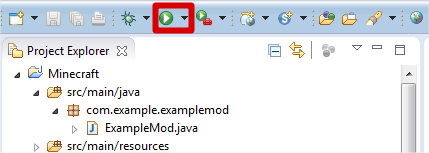 Project Explorer
Minecraft
src/main/java
com.example.examplemod
ExampleMod.java
src/main/resources